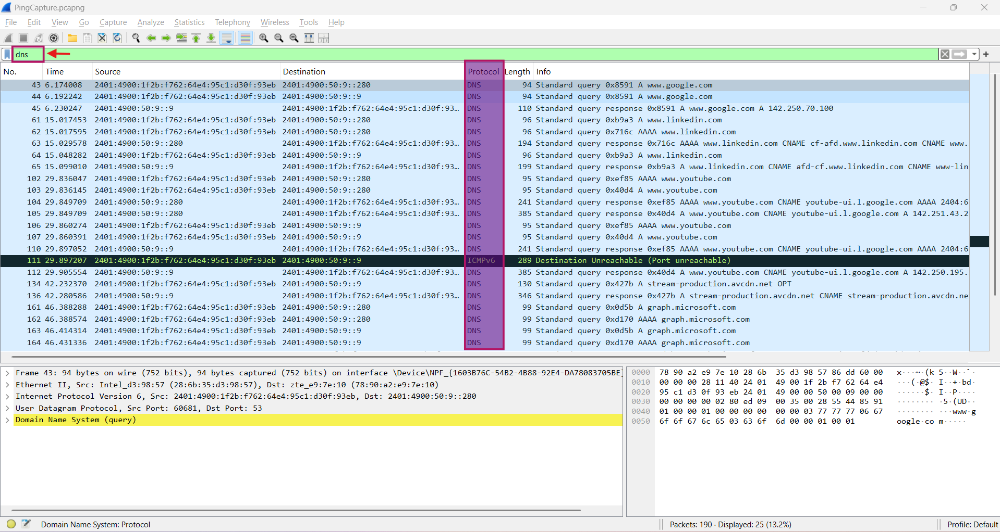 PingCapture.pcapng
File Edit View Go Capture Analyze Statistics Telephony Wireless Tools Help
dns
No. Time Source Destination Protocol Length Info
43 6.174008 2401:4900:1f2b:f762:64e4:95c1:d30f:93eb 2401:4900:50:9::280 DNS 94 Standard query 0x8591 A www.google.com
44 6.192242 2401:4900:1f2b:f762:64e4:95c1:d30f:93eb 2401:4900:50:9::9 DNS 94 Standard query 0x8591 A www.google.com
45 6.230247 2401:4900:50:9::9 2401:4900:1f2b:f762:64e4:95c1:d30f:93… DNS 110 Standard query response 0x8591 A www.google.com A 142.250.70.100
61 15.017453 2401:4900:1f2b:f762:64e4:95c1:d30f:93eb 2401:4900:50:9::280 DNS 96 Standard query 0xb9a3 A www.linkedin.com
62 15.017595 2401:4900:1f2b:f762:64e4:95c1:d30f:93eb 2401:4900:50:9::280 DNS 96 Standard query 0x716c AAAA www.linkedin.com
63 15.029578 2401:4900:50:9::280 2401:4900:1f2b:f762:64e4:95c1:d30f:93… DNS 194 Standard query response 0x716c AAAA www.linkedin.com CNAME cf-afd.www.linkedin.com CNAME www.
64 15.048282 2401:4900:1f2b:f762:64e4:95c1:d30f:93eb 2401:4900:50:9::9 DNS 96 Standard query 0xb9a3 A www.linkedin.com
65 15.099010 2401:4900:50:9::9 2401:4900:1f2b:f762:64e4:95c1:d30f:93… DNS 199 Standard query response 0xb9a3 A www.linkedin.com CNAME afd-cf.www.linkedin.com CNAME www-lin
102 29.836047 2401:4900:1f2b:f762:64e4:95c1:d30f:93eb 2401:4900:50:9::280 DNS 95 Standard query 0xef85 AAAA www.youtube.com
103 29.836145 2401:4900:1f2b:f762:64e4:95c1:d30f:93eb 2401:4900:50:9::280 DNS 95 Standard query 0x40d4 A www.youtube.com
104 29.849709 2401:4900:50:9::280 2401:4900:1f2b:f762:64e4:95c1:d30f:93… DNS 241 Standard query response 0xef85 AAAA www.youtube.com CNAME youtube-ui.l.google.com AAAA 2404:6
105 29.849709 2401:4900:50:9::280 2401:4900:1f2b:f762:64e4:95c1:d30f:93… DNS 385 Standard query response 0x40d4 A www.youtube.com CNAME youtube-ui.l.google.com A 142.251.43.2
106 29.860274 2401:4900:1f2b:f762:64e4:95c1:d30f:93eb 2401:4900:50:9::9 DNS 95 Standard query 0xef85 AAAA www.youtube.com
107 29.860391 2401:4900:1f2b:f762:64e4:95c1:d30f:93eb 2401:4900:50:9::9 DNS 95 Standard query 0x40d4 A www.youtube.com
110 29.897052 2401:4900:50:9::9 2401:4900:1f2b:f762:64e4:95c1:d30f:93… DNS 241 Standard query response 0xef85 AAAA www.youtube.com CNAME youtube-ui.l.google.com AAAA 2404:6
111 29.897207 2401:4900:1f2b:f762:64e4:95c1:d30f:93eb 2401:4900:50:9::9 ICMPv6 289 Destination Unreachable (Port unreachable)
112 29.905554 2401:4900:50:9::9 2401:4900:1f2b:f762:64e4:95c1:d30f:93… DNS 385 Standard query response 0x40d4 A www.youtube.com CNAME youtube-ui.l.google.com A 142.250.195.
134 42.232370 2401:4900:1f2b:f762:64e4:95c1:d30f:93eb 2401:4900:50:9::9 DNS 130 Standard query 0x427b A stream-production.avcdn.net OPT
136 42.280586 2401:4900:50:9::9 2401:4900:1f2b:f762:64e4:95c1:d30f:93… DNS 346 Standard query response 0x427b A stream-production.avcdn.net CNAME stream-production.avcdn.ne
161 46.388288 2401:4900:1f2b:f762:64e4:95c1:d30f:93eb 2401:4900:50:9::280 DNS 99 Standard query 0x0d5b A graph.microsoft.com
162 46.388574 2401:4900:1f2b:f762:64e4:95c1:d30f:93eb 2401:4900:50:9::280 DNS 99 Standard query 0xd170 AAAA graph.microsoft.com
163 46.414314 2401:4900:1f2b:f762:64e4:95c1:d30f:93eb 2401:4900:50:9::9 DNS 99 Standard query 0x0d5b A graph.microsoft.com
164 46.431336 2401:4900:1f2b:f762:64e4:95c1:d30f:93eb 2401:4900:50:9::9 DNS 99 Standard query 0xd170 AAAA graph.microsoft.com
Frame 43: 94 bytes on wire (752 bits), 94 bytes captured (752 bits) on interface \Device\NPF_{1603B76C-54B2-4B88-92E4-DA78083705BE}
Ethernet II, Src: Intel_d3:98:57 (28:6b:35:d3:98:57), Dst: zte_e9:7e:10 (78:90:a2:e9:7e:10)
Internet Protocol Version 6, Src: 2401:4900:1f2b:f762:64e4:95c1:d30f:93eb, Dst: 2401:4900:50:9::280
User Datagram Protocol, Src Port: 60681, Dst Port: 53
Domain Name System (query)
0000 78 90 a2 e9 7e 10 28 6b 35 d3 98 57 86 dd 60 00 x···~·(k 5··W··`·
0010 00 00 00 28 11 40 24 01 49 00 1f 2b f7 62 64 e4 ···(·@$· I··+·bd·
0020 95 c1 d3 0f 93 eb 24 01 49 00 00 50 00 09 00 00 ······$· I··P····
0030 00 00 00 00 02 80 ed 09 00 35 00 28 55 44 85 91 ········ ·5·(UD··
0040 01 00 00 01 00 00 00 00 00 00 03 77 77 77 06 67 ········ ···www·g
0050 6f 6f 67 6c 65 03 63 6f 6d 00 00 01 00 01 oogle·co m·····
Domain Name System: Protocol
Packets: 190 · Displayed: 25 (13.2%)
Profile: Default